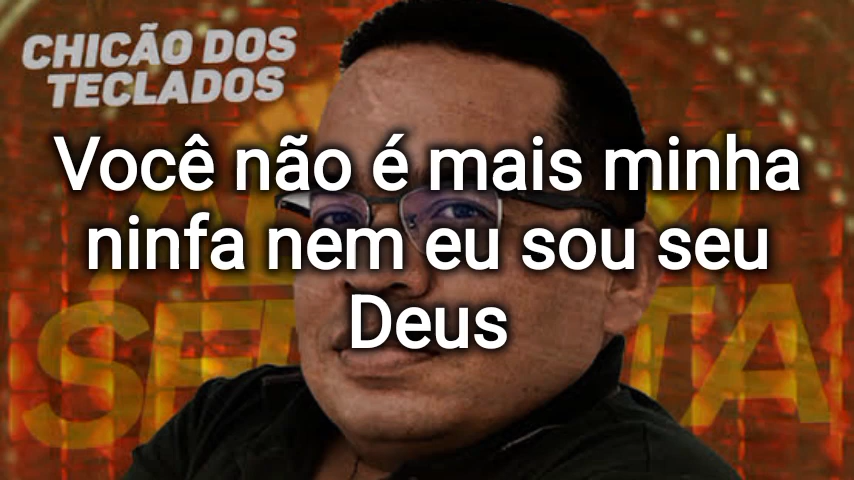 CHICÃO DOS
TECLADOS
Você não é mais minha
ninfa nem eu sou seu
Deus